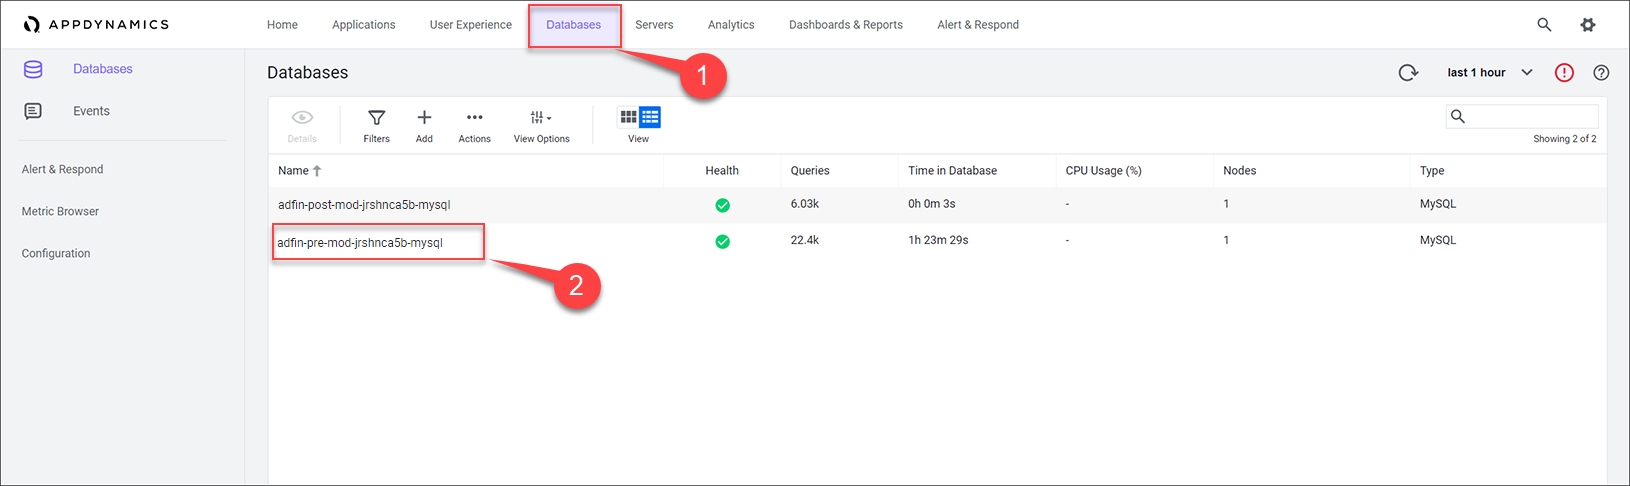 APPDYNAMICS Home Applications User Experience Databases Servers Analytics Dashboards & Reports Alert & Respond
1
Databases
Events
Alert & Respond
Metric Browser
Configuration
Databases
last 1 hour
Details Filters Add Actions View Options View
Showing 2 of 2
Name Health Queries Time in Database CPU Usage (%) Nodes Type
adfin-post-mod-jrshnca5b-mysql 6.03k 0h 0m 3s - 1 MySQL
adfin-pre-mod-jrshnca5b-mysql 22.4k 1h 23m 29s - 1 MySQL
2